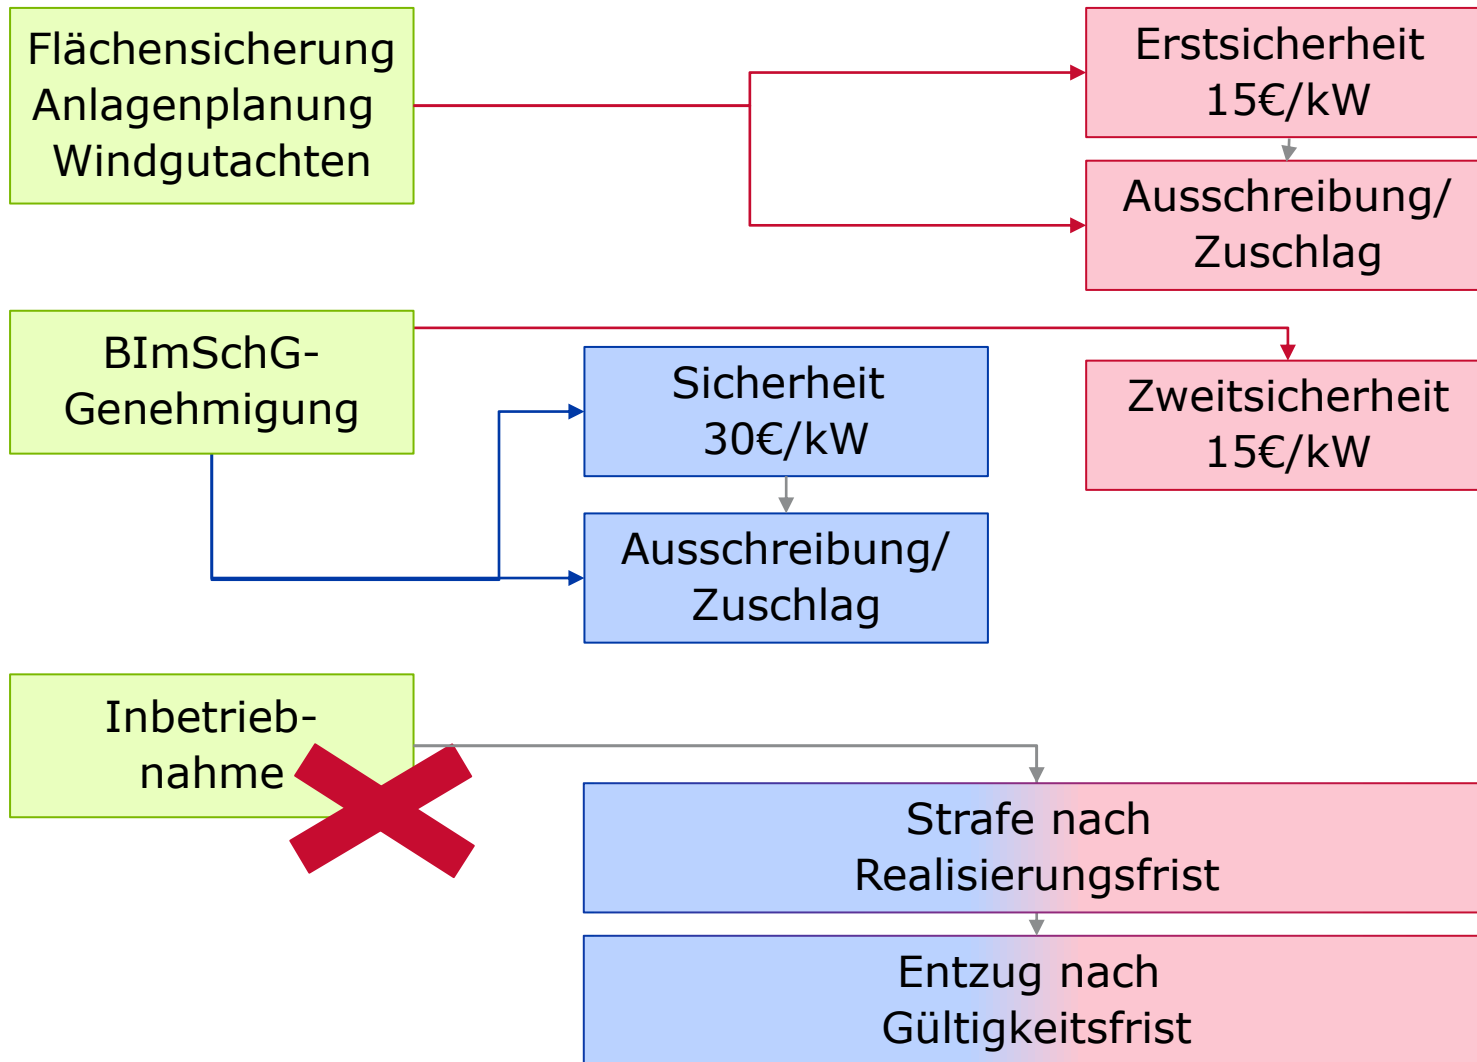 Flächensicherung
Anlagenplanung
Windgutachten
Erstsicherheit
15€/kW
Ausschreibung/
Zuschlag
BImSchG-
Genehmigung
Sicherheit
30€/kW
Zweitsicherheit
15€/kW
Ausschreibung/
Zuschlag
Inbetrieb-
nahme
Strafe nach
Realisierungsfrist
Entzug nach
Gültigkeitsfrist